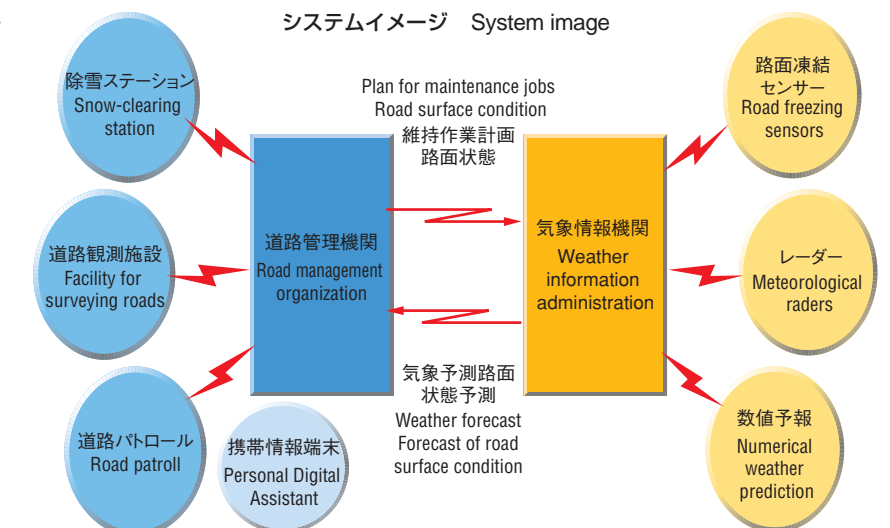 システムイメージ System image
除雪ステーション
Snow-clearing
station
道路観測施設
Facility for
surveying roads
道路パトロール
Road patroll
携帯情報端末
Personal Digital
Assistant
道路管理機関
Road management
organization
Plan for maintenance jobs
Road surface condition
維持作業計画
路面状態
気象予測路面
状態予測
Weather forecast
Forecast of road
surface condition
気象情報機関
Weather
information
administration
路面凍結
センサー
Road freezing
sensors
レーダー
Meteorological
raders
数値予報
Numerical
weather
prediction